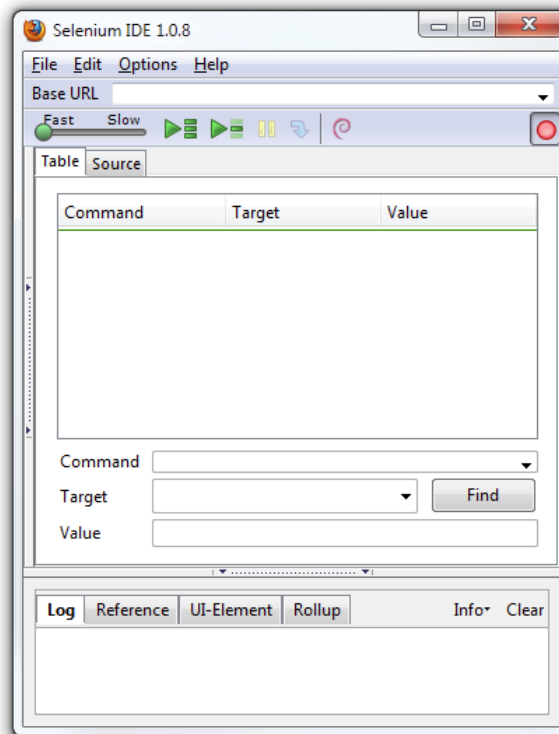 Selenium IDE 1.0.8
File Edit Options Help
Base URL
Fast Slow
Table Source
Command Target Value
Command
Target Find
Value
Log Reference UI-Element Rollup Info Clear